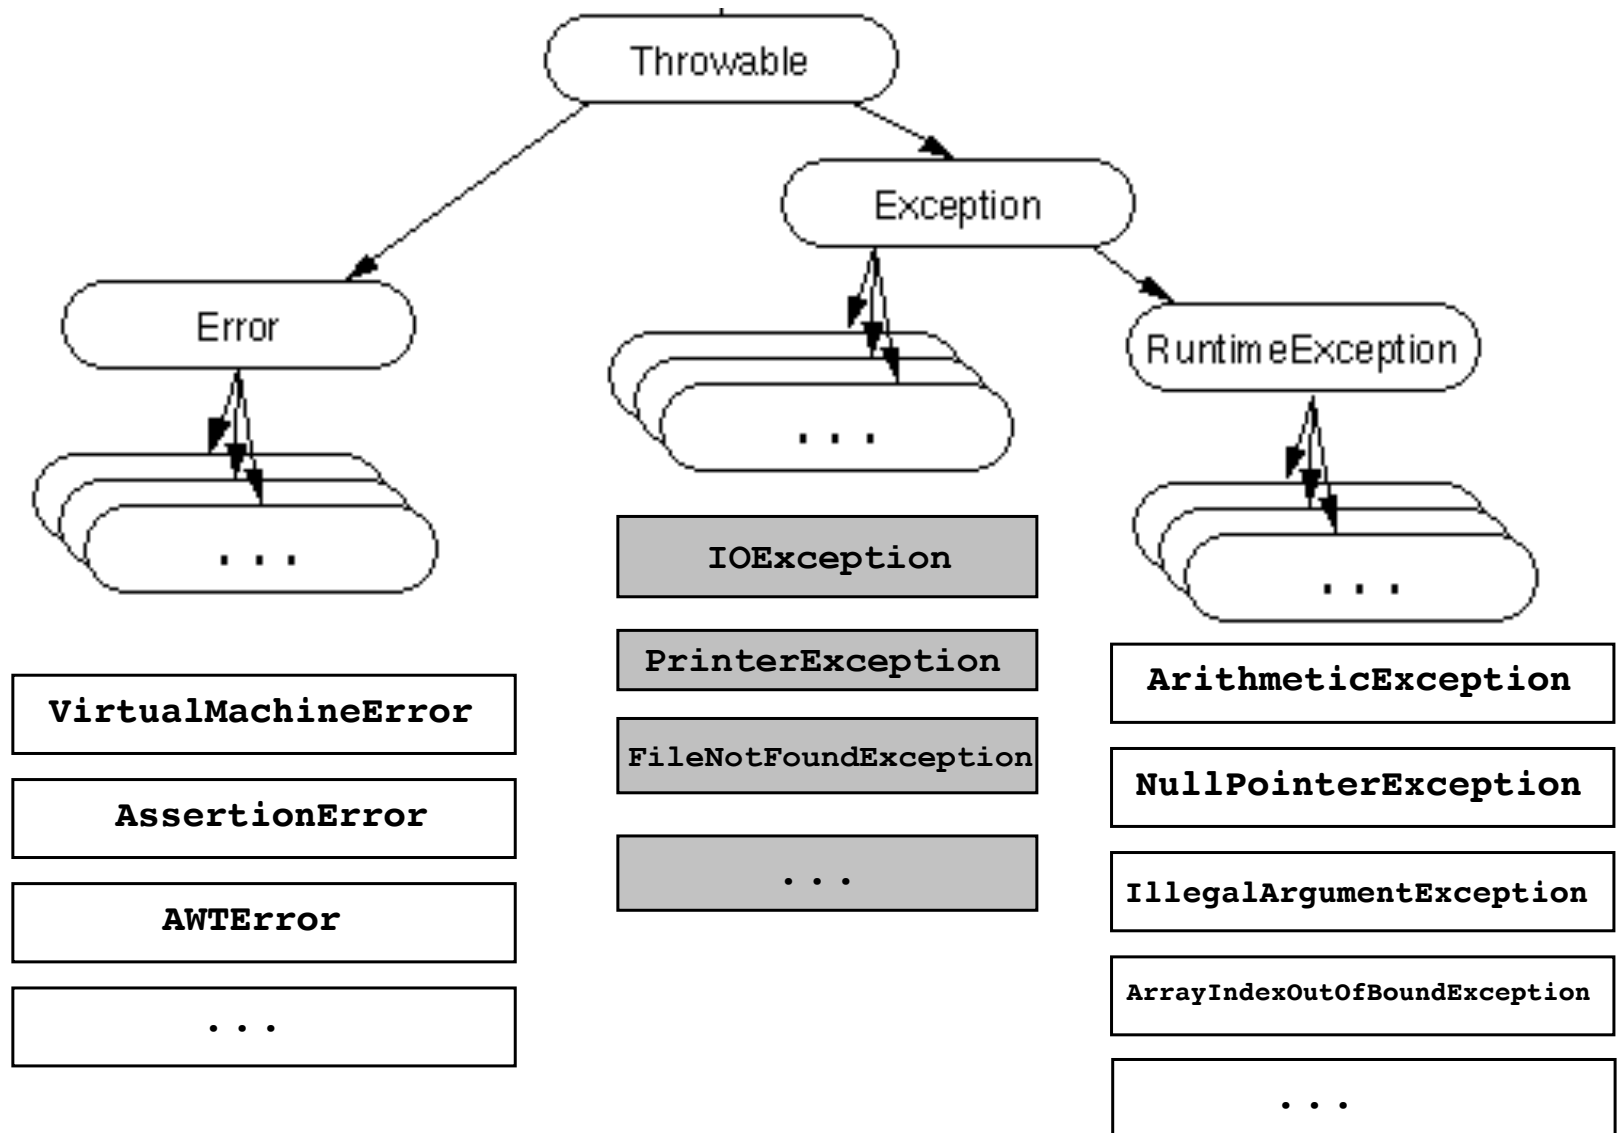 Throwable
Exception
Error
RuntimeException
...
...
...
IOException
PrinterException
FileNotFoundException
...
VirtualMachineError
AssertionError
AWTError
...
ArithmeticException
NullPointerException
IllegalArgumentException
ArrayIndexOutOfBoundException
...